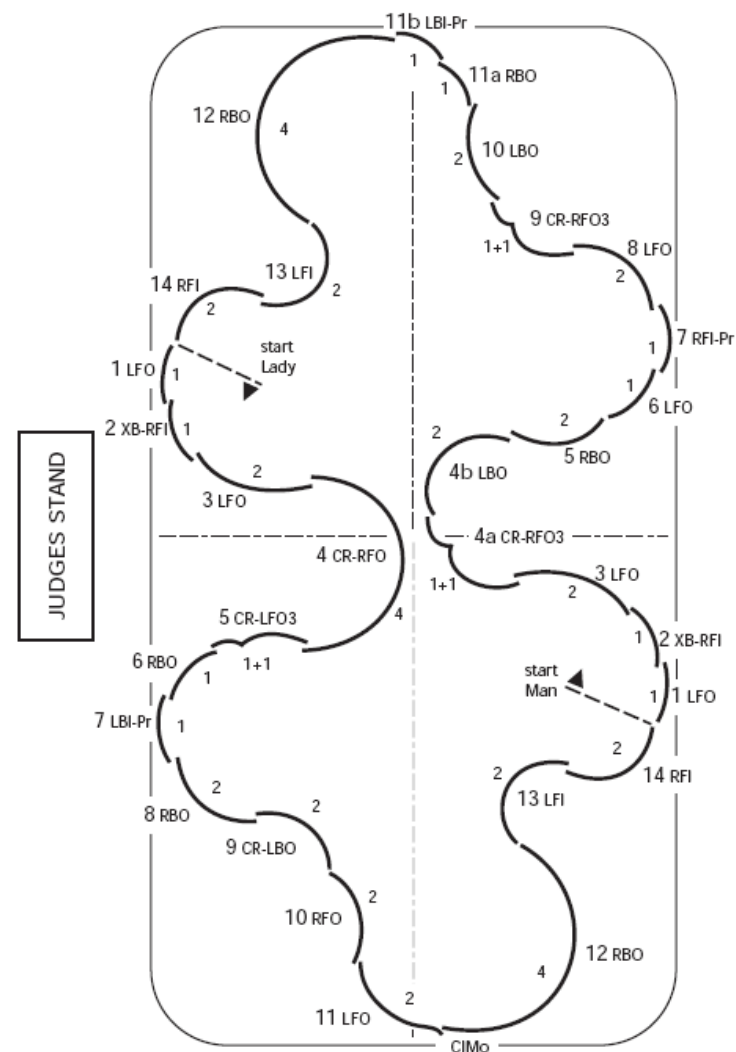 11b LBI-Pr
1
11a RBO
1
12 RBO
4
10 LBO
2
9 CR-RFO3
1+1
8 LFO
2
13 LFI
2
14 RFI
2
7 RFI-Pr
1
start
Lady
1 LFO
1
6 LFO
1
2 XB-RFI
1
2
5 RBO
2
4b LBO
3 LFO
2
JUDGES STAND
4 CR-RFO
4
4a CR-RFO3
1+1
3 LFO
2
5 CR-LFO3
1+1
2 XB-RFI
1
6 RBO
1
start
Man
1 LFO
1
7 LBI-Pr
1
14 RFI
2
13 LFI
2
8 RBO
2
9 CR-LBO
2
10 RFO
2
12 RBO
4
11 LFO
2
ClMo